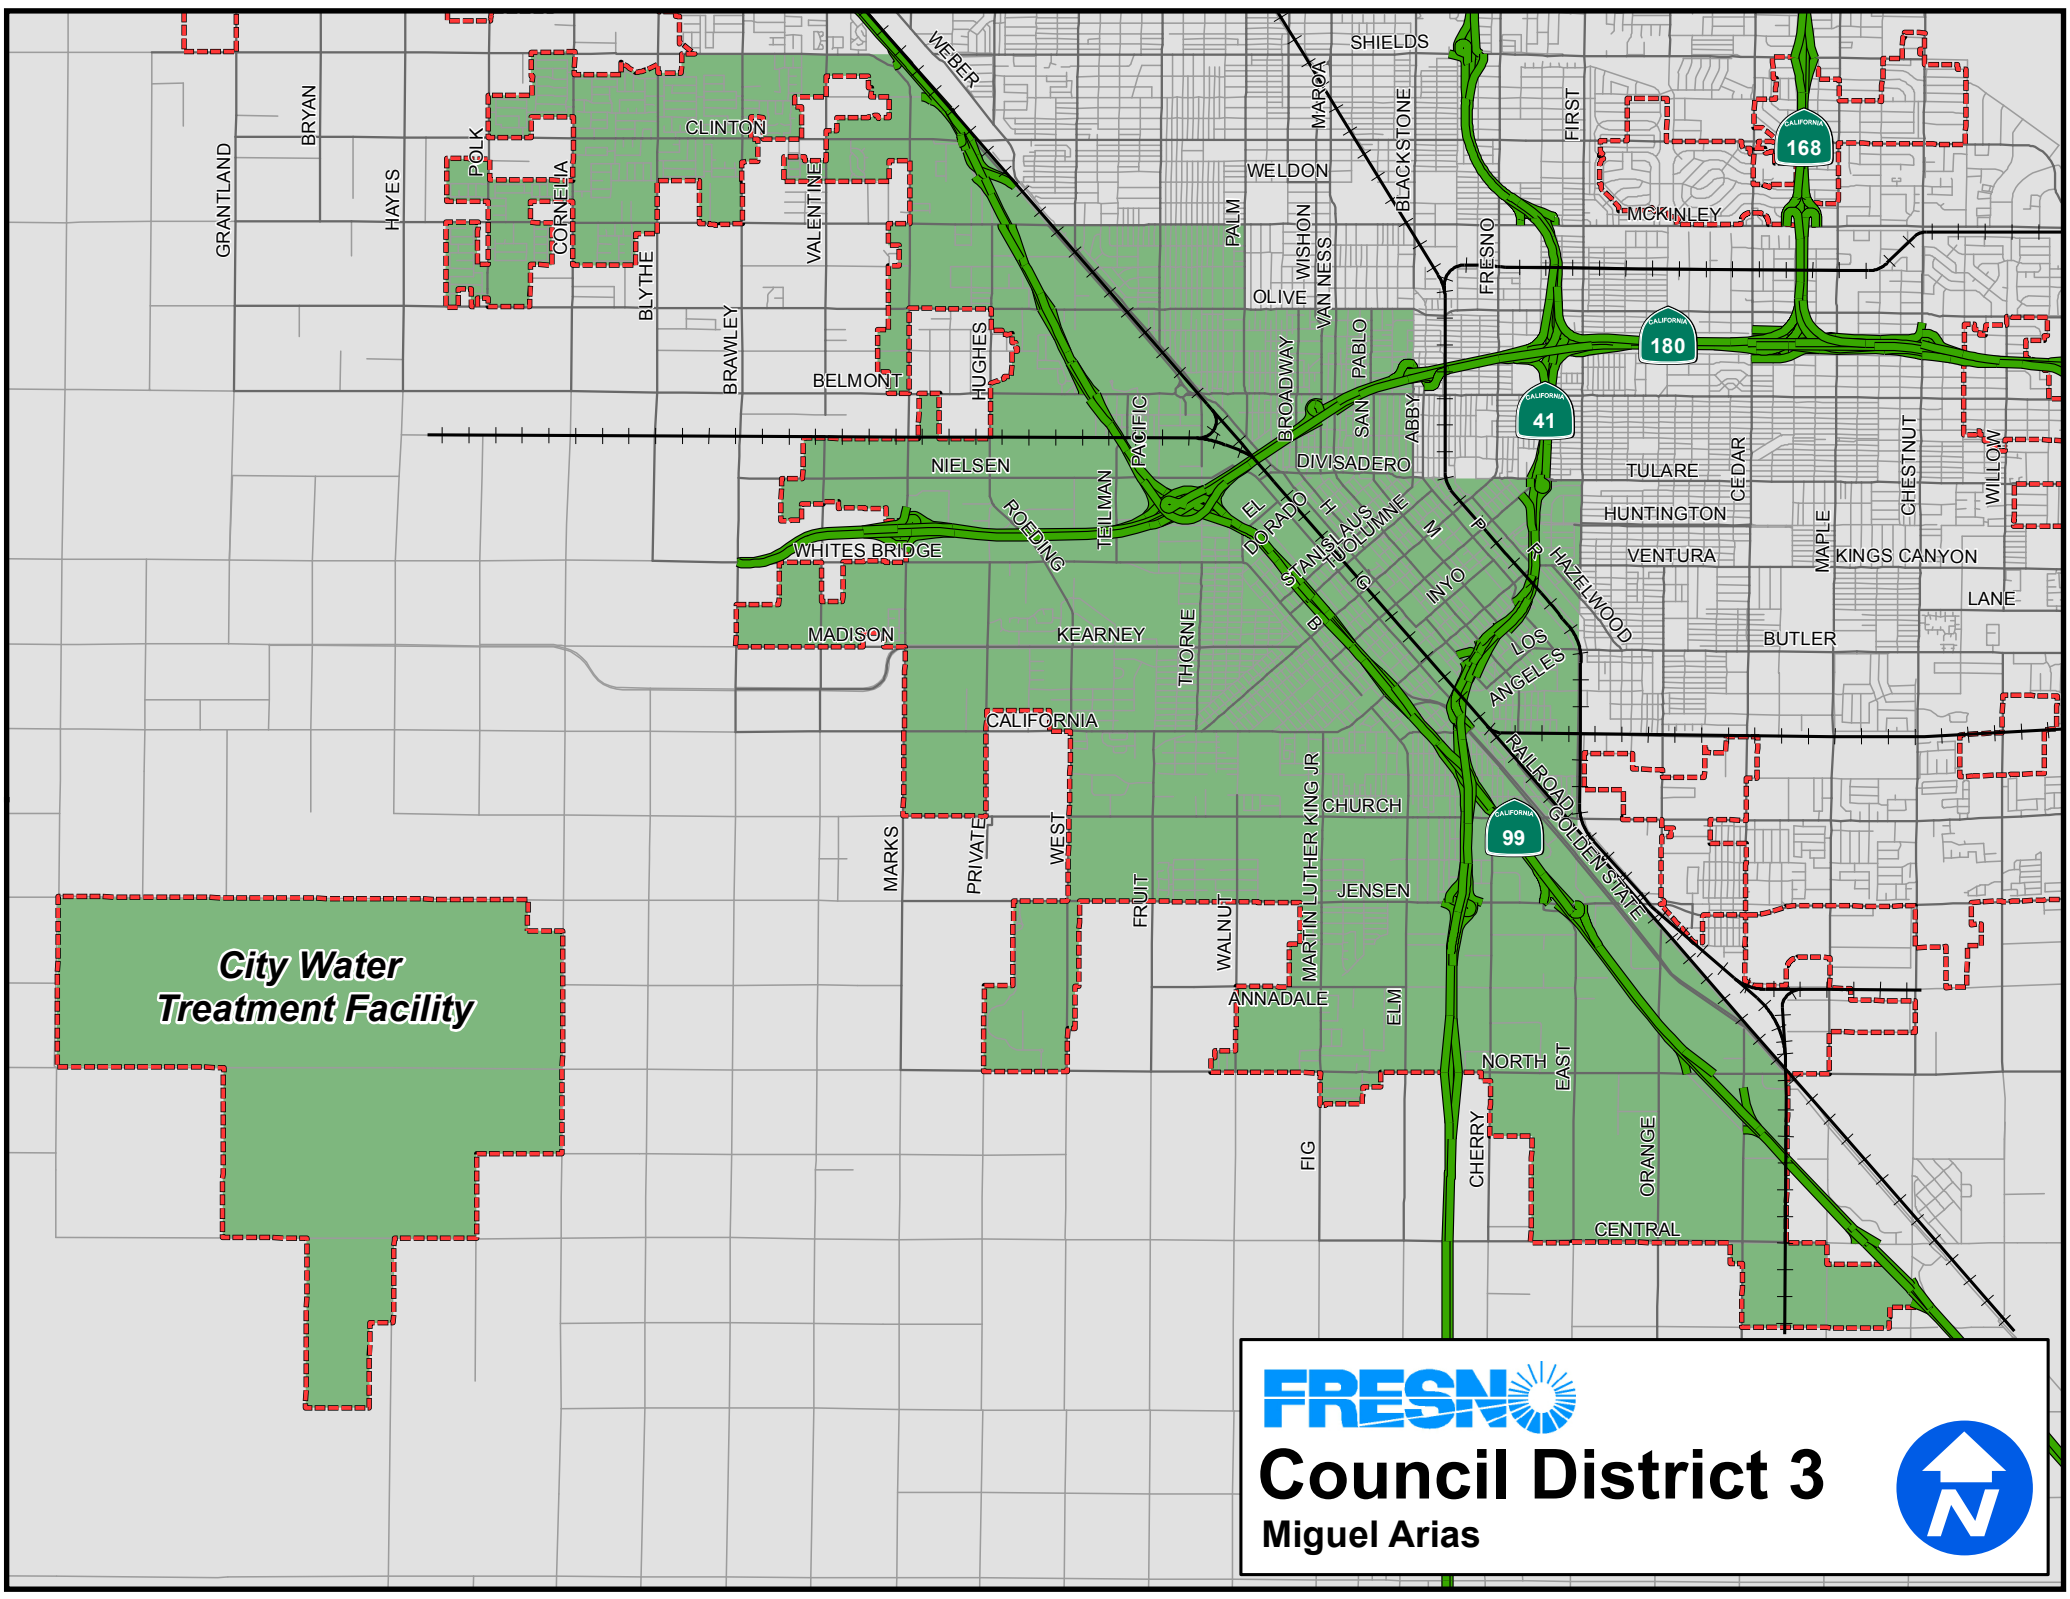 WEBER
SHIELDS
MAROA
BLACKSTONE
FIRST
CALIFORNIA
168
BRYAN
GRANTLAND
HAYES
POLK
CORNELIA
CLINTON
VALENTINE
WELDON
PALM
WISHON
VAN NESS
FRESNO
MCKINLEY
BLYTHE
BRAWLEY
OLIVE
HUGHES
BELMONT
PACIFIC
BROADWAY
SAN PABLO
ABBY
CALIFORNIA
180
CALIFORNIA
41
NIELSEN
DIVISADERO
TULARE
CEDAR
CHESTNUT
WILLOW
TEILMAN
ROEDING
EL
DORADO
H
STANISLAUS
TUOLUMNE
M
P
R
HUNTINGTON
VENTURA
MAPLE
KINGS CANYON
HAZELWOOD
WHITES BRIDGE
S
G
B
INYO
LANE
MADISON
KEARNEY
THORNE
LOS
ANGELES
BUTLER
CALIFORNIA
RAILROAD
GOLDEN STATE
MARTIN LUTHER KING JR
CHURCH
CALIFORNIA
99
MARKS
PRIVATE
WEST
FRUIT
WALNUT
JENSEN
City Water
Treatment Facility
ANNADALE
ELM
NORTH
EAST
FIG
CHERRY
ORANGE
CENTRAL
FRESNO
Council District 3
Miguel Arias
N